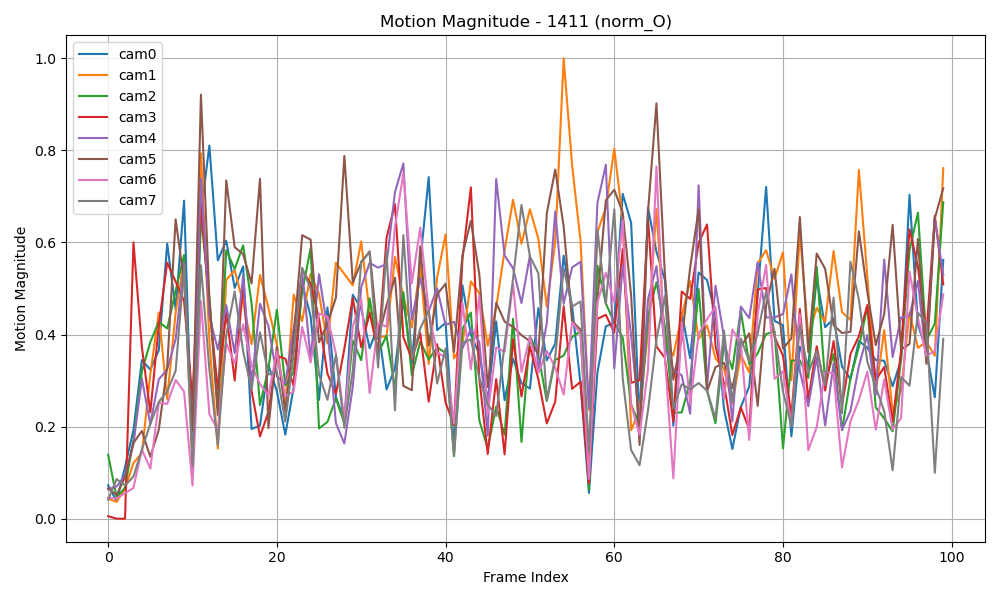 Motion Magnitude - 1411 (norm_O)
cam0
cam1
cam2
cam3
cam4
cam5
cam6
cam7
Motion Magnitude
1.0
0.8
0.6
0.4
0.2
0.0
0 20 40 60 80 100
Frame Index